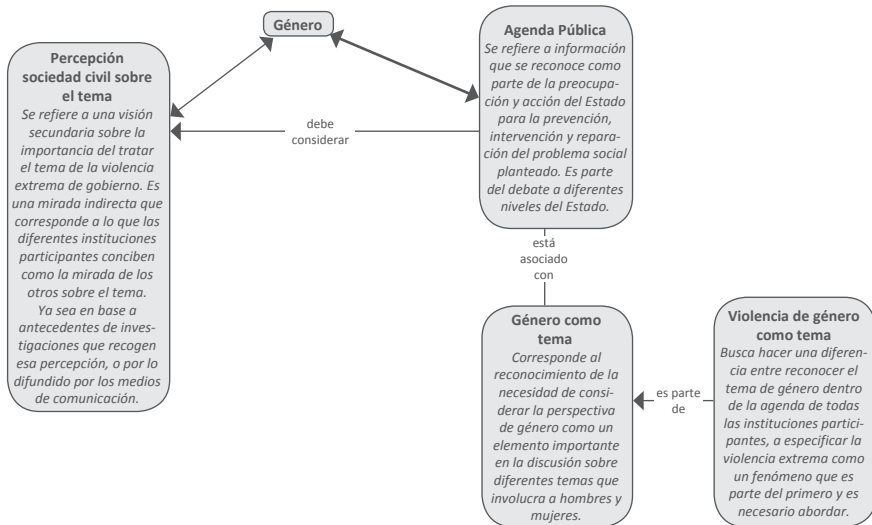 Género
Percepción
sociedad civil sobre
el tema
Se refiere a una visión
secundaria sobre la
importancia del tratar
el tema de la violencia
extrema de gobierno. Es
una mirada indirecta que
corresponde a lo que las
diferentes instituciones
participantes conciben
como la mirada de los
otros sobre el tema.
Ya sea en base a
antecedentes de inves-
tigaciones que recogen
esa percepción, o por lo
difundido por los medios
de comunicación.
debe
considerar
Agenda Pública
Se refiere a información
que se reconoce como
parte de la preocupa-
ción y acción del Estado
para la prevención,
intervención y repara-
ción del problema social
planteado. Es parte
del debate a diferentes
niveles del Estado.
está
asociado
con
Género como
tema
Corresponde al
reconocimiento de la
necesidad de consi-
derar la perspectiva
de género como un
elemento importante
en la discusión sobre
diferentes temas que
involucra a hombres y
mujeres.
es parte
de
Violencia de género
como tema
Busca hacer una diferen-
cia entre reconocer el
tema de género dentro
de la agenda de todas
las instituciones partici-
pantes, a especificar la
violencia extrema como
un fenómeno que es
parte del primero y es
necesario abordar.